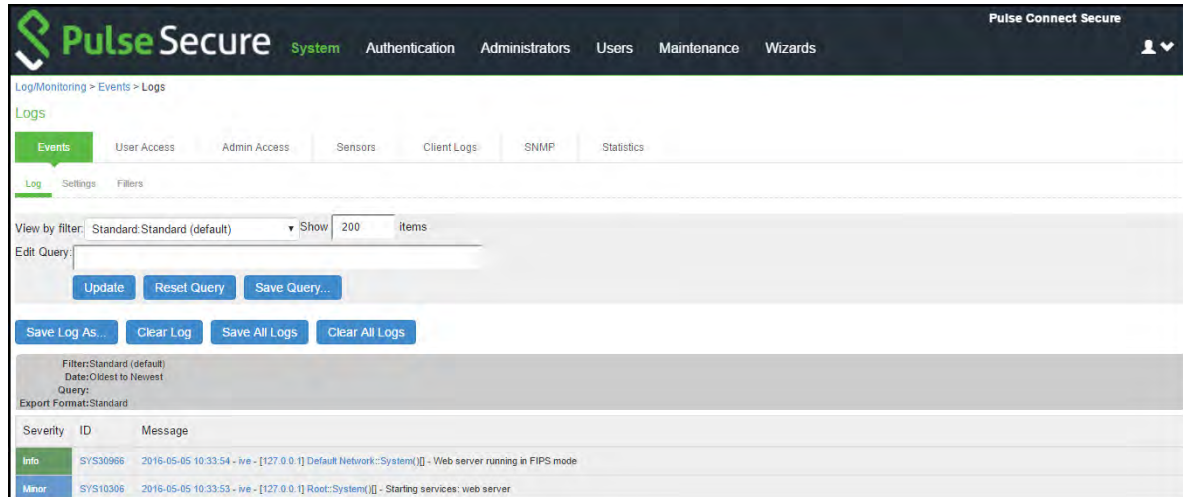 Pulse Connect Secure
Pulse Secure System Authentication Administrators Users Maintenance Wizards
Log/Monitoring > Events > Logs
Logs
Events User Access Admin Access Sensors Client Logs SNMP Statistics
Log Settings Filters
View by filter: Standard:Standard (default) Show 200 items
Edit Query:
Update Reset Query Save Query...
Save Log As... Clear Log Save All Logs Clear All Logs
Filter:Standard (default)
Date:Oldest to Newest
Query:
Export Format:Standard
Severity ID Message
Info SYS30966 2016-05-05 10:33:54 - ive - [127.0.0.1] Default Network::System()[] - Web server running in FIPS mode
Minor SYS10306 2016-05-05 10:33:53 - ive - [127.0.0.1] Root::System()[] - Starting services: web server